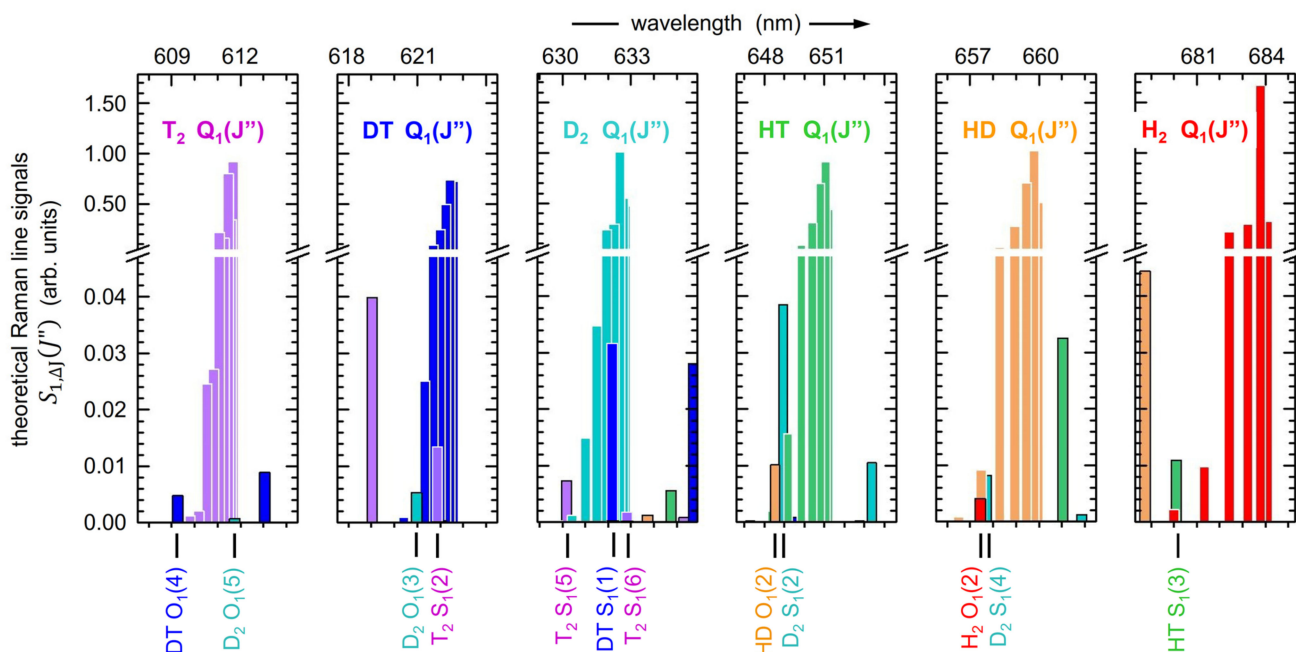 wavelength (nm)
609 612 618 621 630 633 648 651 657 660 681 684
theoretical Raman line signals
S₁,ΔJ(J″) (arb. units)
1.50
1.00
0.50
0.04
0.03
0.02
0.01
0.00
T₂ Q₁(J”) DT Q₁(J”) D₂ Q₁(J”) HT Q₁(J”) HD Q₁(J”) H₂ Q₁(J”)
DT O₁(4)
D₂ O₁(5)
D₂ O₁(3)
T₂ S₁(2)
T₂ S₁(5)
DT S₁(1)
T₂ S₁(6)
HD O₁(2)
D₂ S₁(2)
H₂ O₁(2)
D₂ S₁(4)
HT S₁(3)